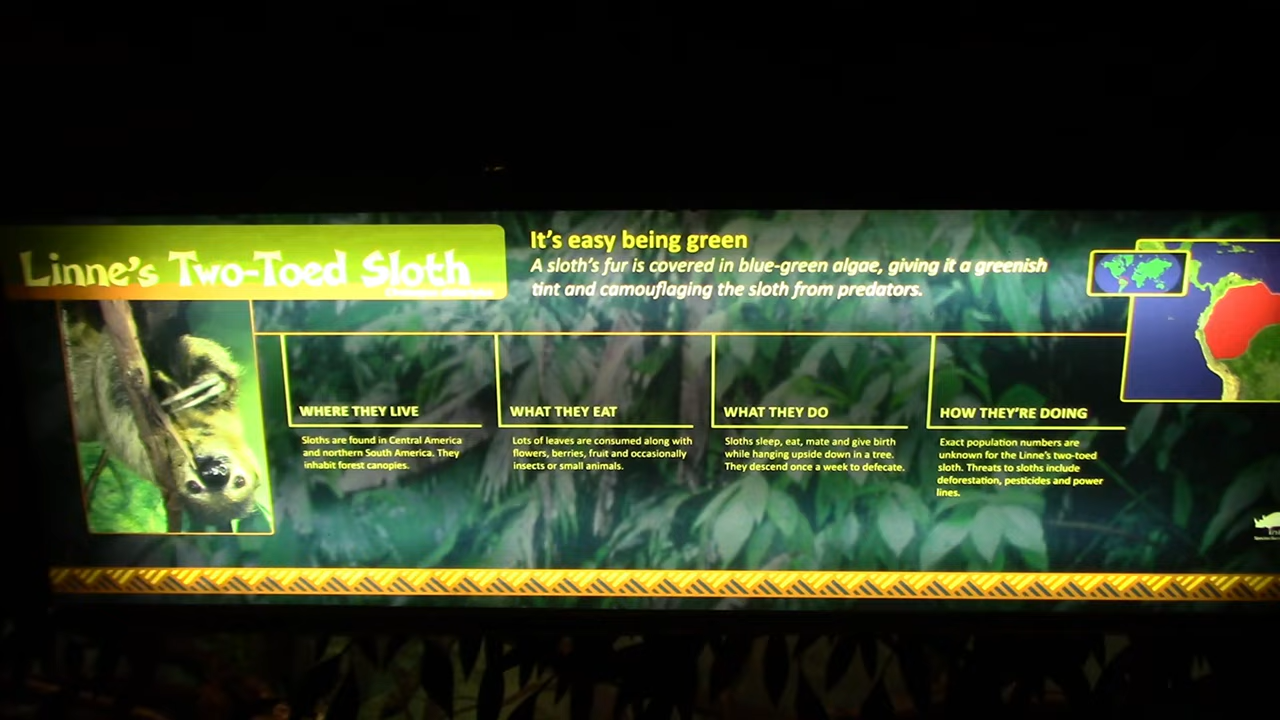 Linne's Two-Toed Sloth
It's easy being green
A sloth's fur is covered in blue-green algae, giving it a greenish
tint and camouflaging the sloth from predators.
WHERE THEY LIVE
Sloths are found in Central America
and northern South America. They
inhabit forest canopies.
WHAT THEY EAT
Lots of leaves are consumed along with
flowers, berries, fruit and occasionally
insects or small animals.
WHAT THEY DO
Sloths sleep, eat, mate and give birth
while hanging upside down in a tree.
They descend once a week to defecate.
HOW THEY'RE DOING
Exact population numbers are
unknown for the Linne's two-toed
sloth. Threats to sloths include
deforestation, pesticides and power
lines.